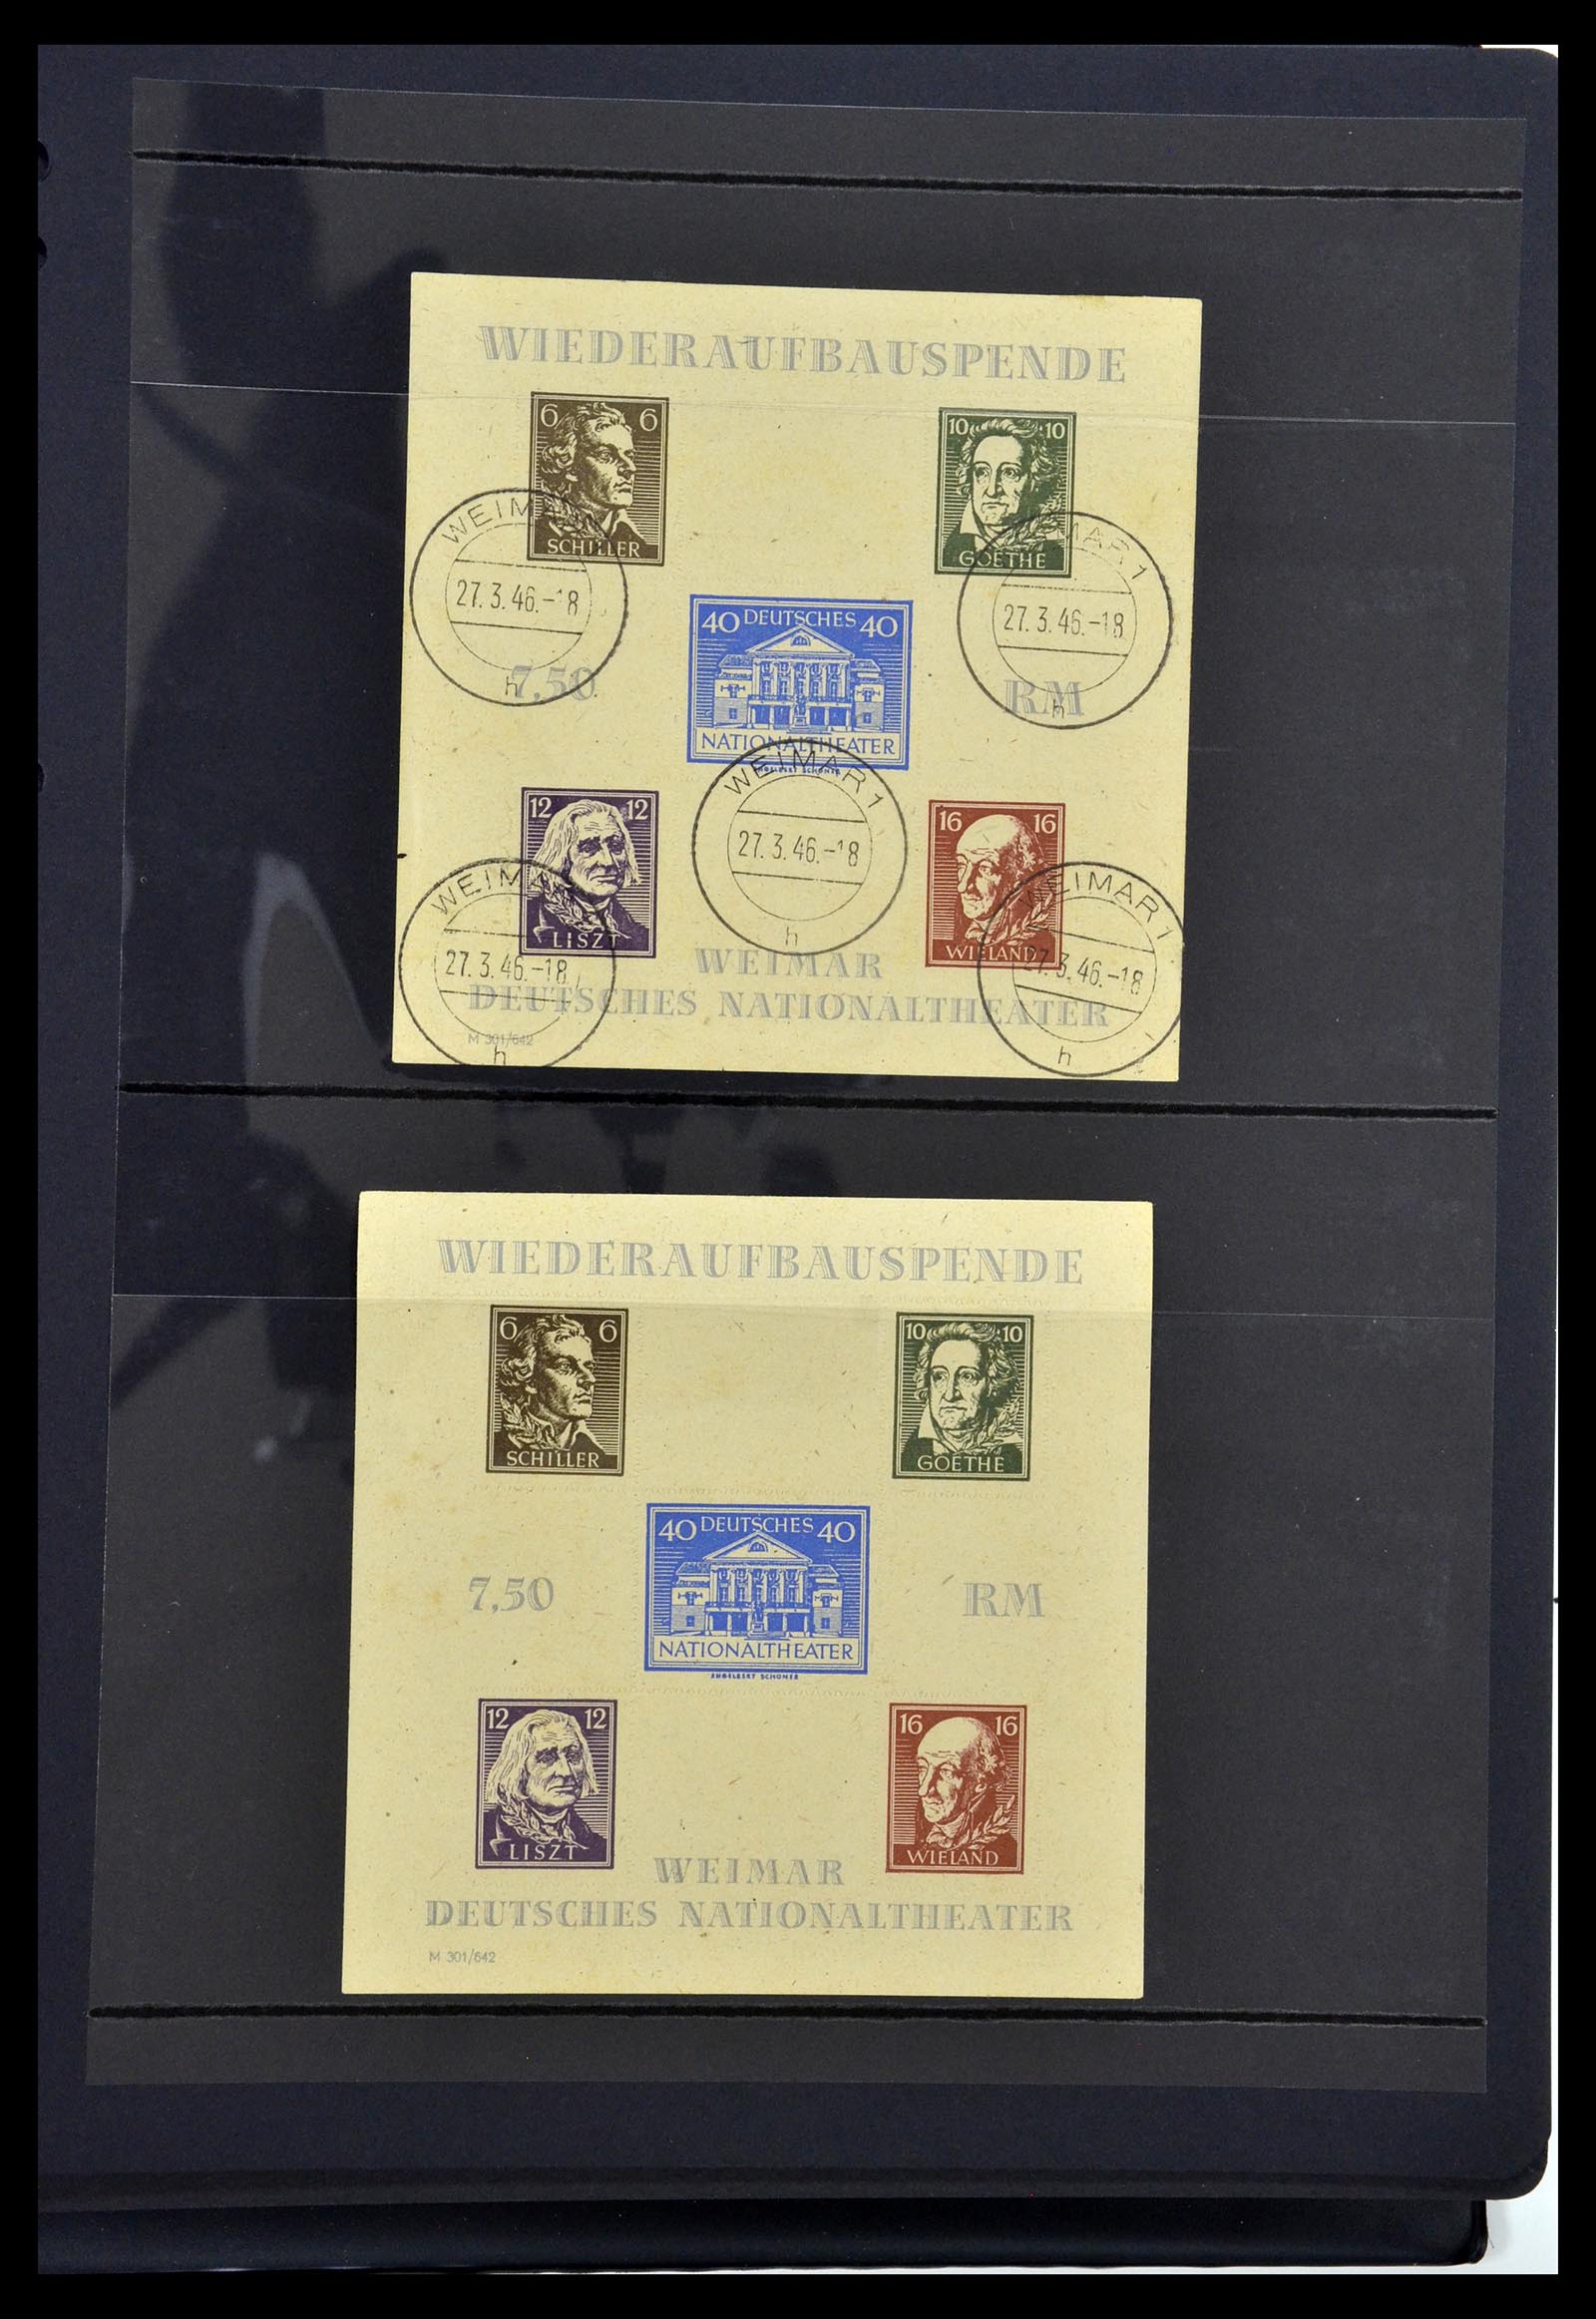 WIEDERAUFBAUSPENDE
6 6
SCHILLER
10 10
GOETHE
WEIMAR
27.3.46.-18
h
WEIMAR 1
27.3.46.-18
h
40 DEUTSCHES 40
NATIONALTHEATER
ENGELBERT SCHONER
7,50
RM
12 12
LISZT
WEIMAR 1
27.3.46.-18
h
16 16
WIELAND
WEIMAR
27.3.46.-18
h
WEIMAR 1
27.3.46.-18
h
WEIMAR
DEUTSCHES NATIONALTHEATER
M 301/642
WIEDERAUFBAUSPENDE
6 6
SCHILLER
10 10
GOETHE
40 DEUTSCHES 40
NATIONALTHEATER
ENGELBERT SCHONER
7,50
RM
12 12
LISZT
16 16
WIELAND
WEIMAR
DEUTSCHES NATIONALTHEATER
M 301/642